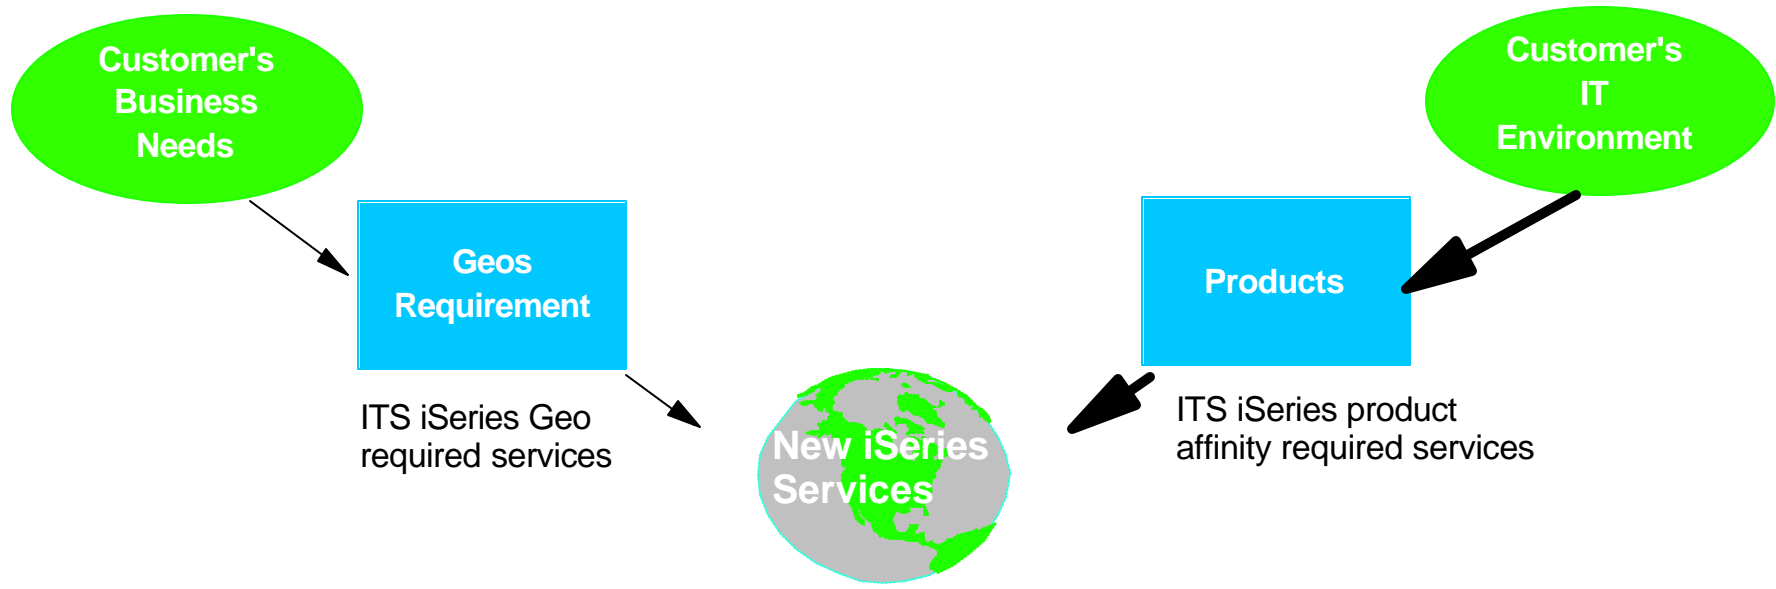 Customer's
Business
Needs
Customer's
IT
Environment
Geos
Requirement
Products
ITS iSeries Geo
required services
New iSeries
Services
ITS iSeries product
affinity required services